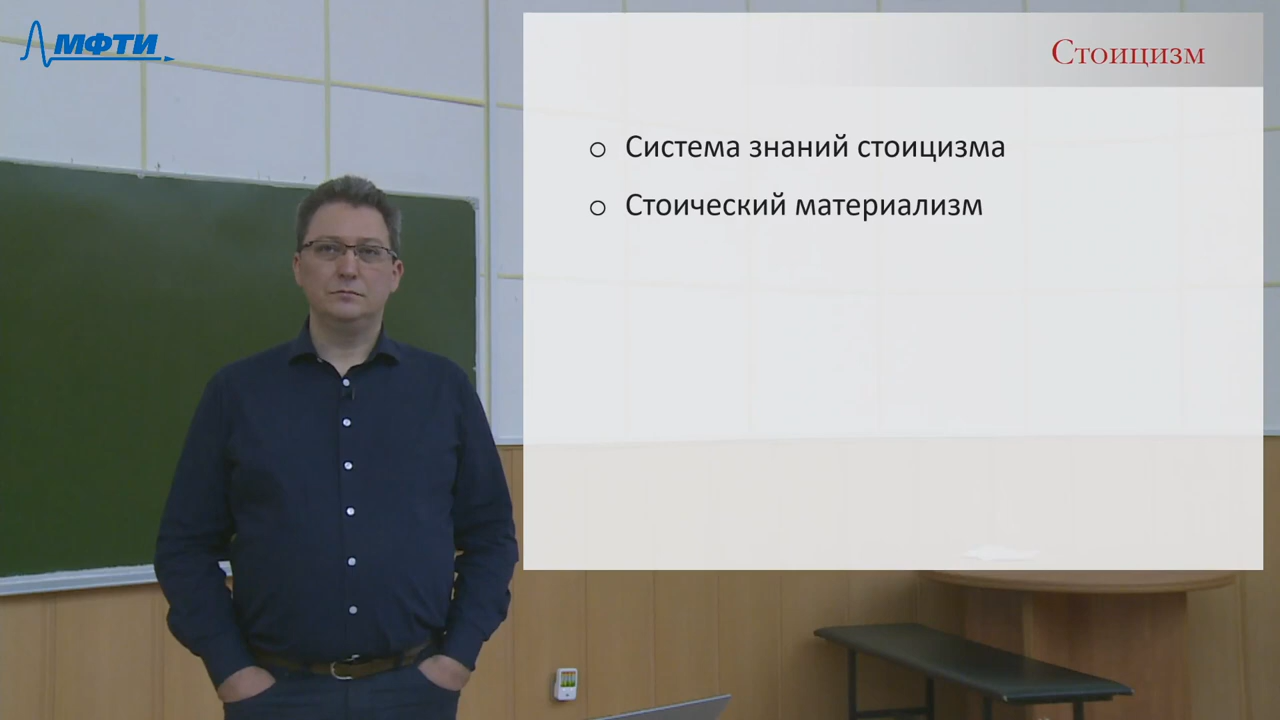 МФТИ
Стоицизм
Система знаний стоицизма
Стоический материализм